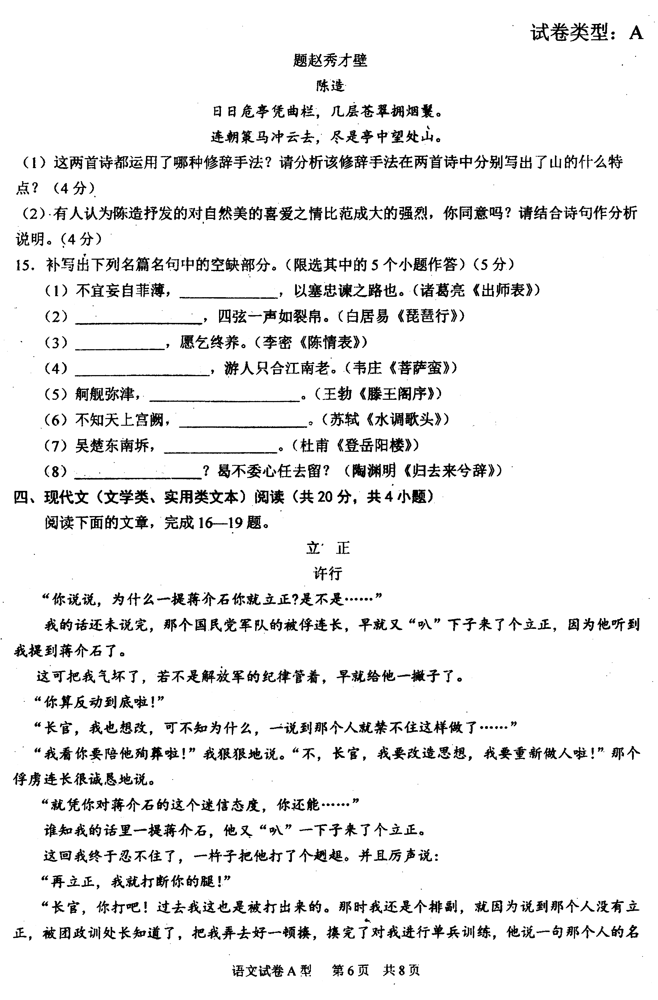 试卷类型：A
题赵秀才壁
陈造
日日危亭凭曲栏，几层苍翠拥烟鬟。
连朝策马冲云去，尽是亭中望处山。
（1）这两首诗都运用了哪种修辞手法？请分析该修辞手法在两首诗中分别写出了山的什么特
点？（4 分）
（2）有人认为陈造抒发的对自然美的喜爱之情比范成大的强烈，你同意吗？请结合诗句作分析
说明。（4 分）
15．补写出下列名篇名句中的空缺部分。（限选其中的 5 个小题作答）（5 分）
（1）不宜妄自菲薄，____________，以塞忠谏之路也。（诸葛亮《出师表》）
（2）________________，四弦一声如裂帛。（白居易《琵琶行》）
（3）____________，愿乞终养。（李密《陈情表》）
（4）__________________，游人只合江南老。（韦庄《菩萨蛮》）
（5）舸舰弥津，____________________。（王勃《滕王阁序》）
（6）不知天上宫阙，________________。（苏轼《水调歌头》）
（7）吴楚东南坼，______________。（杜甫《登岳阳楼》）
（8）________________？曷不委心任去留？（陶渊明《归去来兮辞》）
四、现代文（文学类、实用类文本）阅读（共 20 分，共 4 小题）
阅读下面的文章，完成 16—19 题。
立 正
许行
“你说说，为什么一提蒋介石你就立正?是不是……”
我的话还未说完，那个国民党军队的被俘连长，早就又“叭”下子来了个立正，因为他听到
我提到蒋介石了。
这可把我气坏了，若不是解放军的纪律管着，早就给他一撇子了。
“你算反动到底啦！”
“长官，我也想改，可不知为什么，一说到那个人就禁不住这样做了……”
“我看你要陪他殉葬啦！”我狠狠地说。“不，长官，我要改造思想，我要重新做人啦！”那个
俘虏连长很诚恳地说。
“就凭你对蒋介石的这个迷信态度，你还能……”
谁知我的话里一提蒋介石，他又“叭”一下子来了个立正。
这回我终于忍不住了，一杵子把他打了个趔趄。并且厉声说：
“再立正，我就打断你的腿！”
“长官，你打吧！过去我这也是被打出来的。那时我还是个排副，就因为说到那个人没有立
正，被团政训处长知道了，把我弄去好一顿揍，揍完了对我进行单兵训练，他说一句那个人的名
语文试卷 A 型 第 6 页 共 8 页